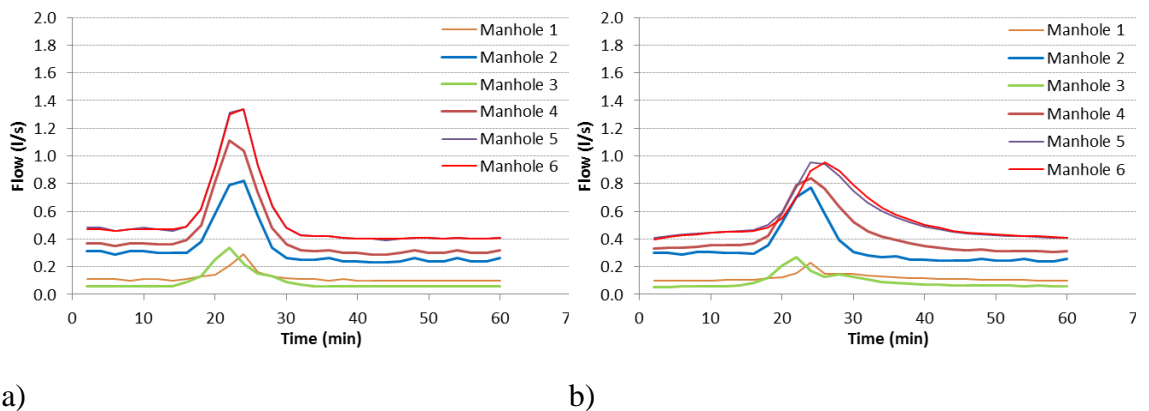 2.0
1.8
1.6
1.4
1.2
1.0
0.8
0.6
0.4
0.2
0.0
Flow (l/s)
0 10 20 30 40 50 60 7
Time (min)
Manhole 1
Manhole 2
Manhole 3
Manhole 4
Manhole 5
Manhole 6
a)
2.0
1.8
1.6
1.4
1.2
1.0
0.8
0.6
0.4
0.2
0.0
Flow (l/s)
0 10 20 30 40 50 60 7
Time (min)
Manhole 1
Manhole 2
Manhole 3
Manhole 4
Manhole 5
Manhole 6
b)